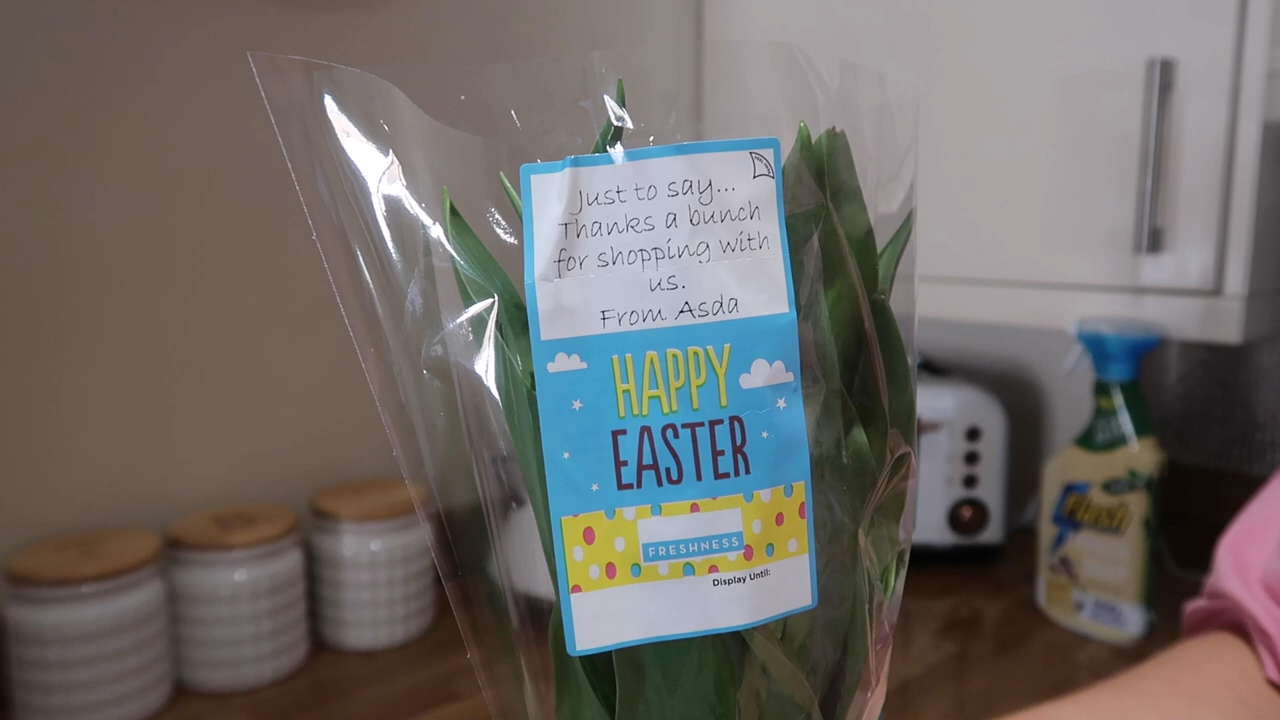 Just to say...
Thanks a bunch
for shopping with
us.
From Asda
HAPPY
EASTER
FRESHNESS
Display Until:
Flash